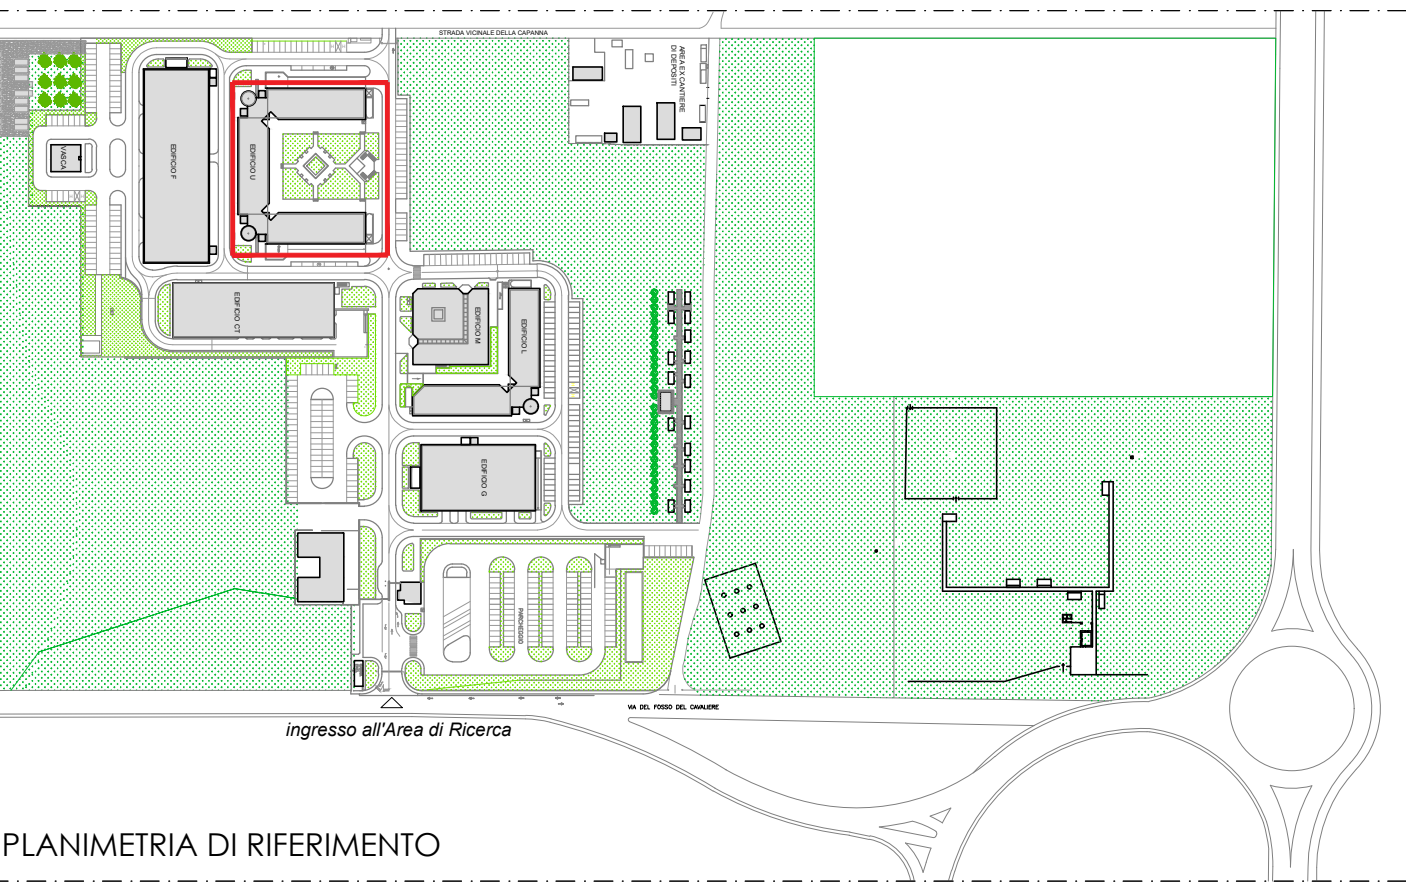 STRADA VICINALE DELLA CAPANNA
AREA EX CANTIERE
DI DEPOSITI
VASCA
EDIFICIO F
EDIFICIO U
EDIFICIO CT
EDIFICIO M
EDIFICIO L
EDIFICIO G
PARCHEGGIO
VIA DEL FOSSO DEL CAVALIERE
ingresso all'Area di Ricerca
PLANIMETRIA DI RIFERIMENTO